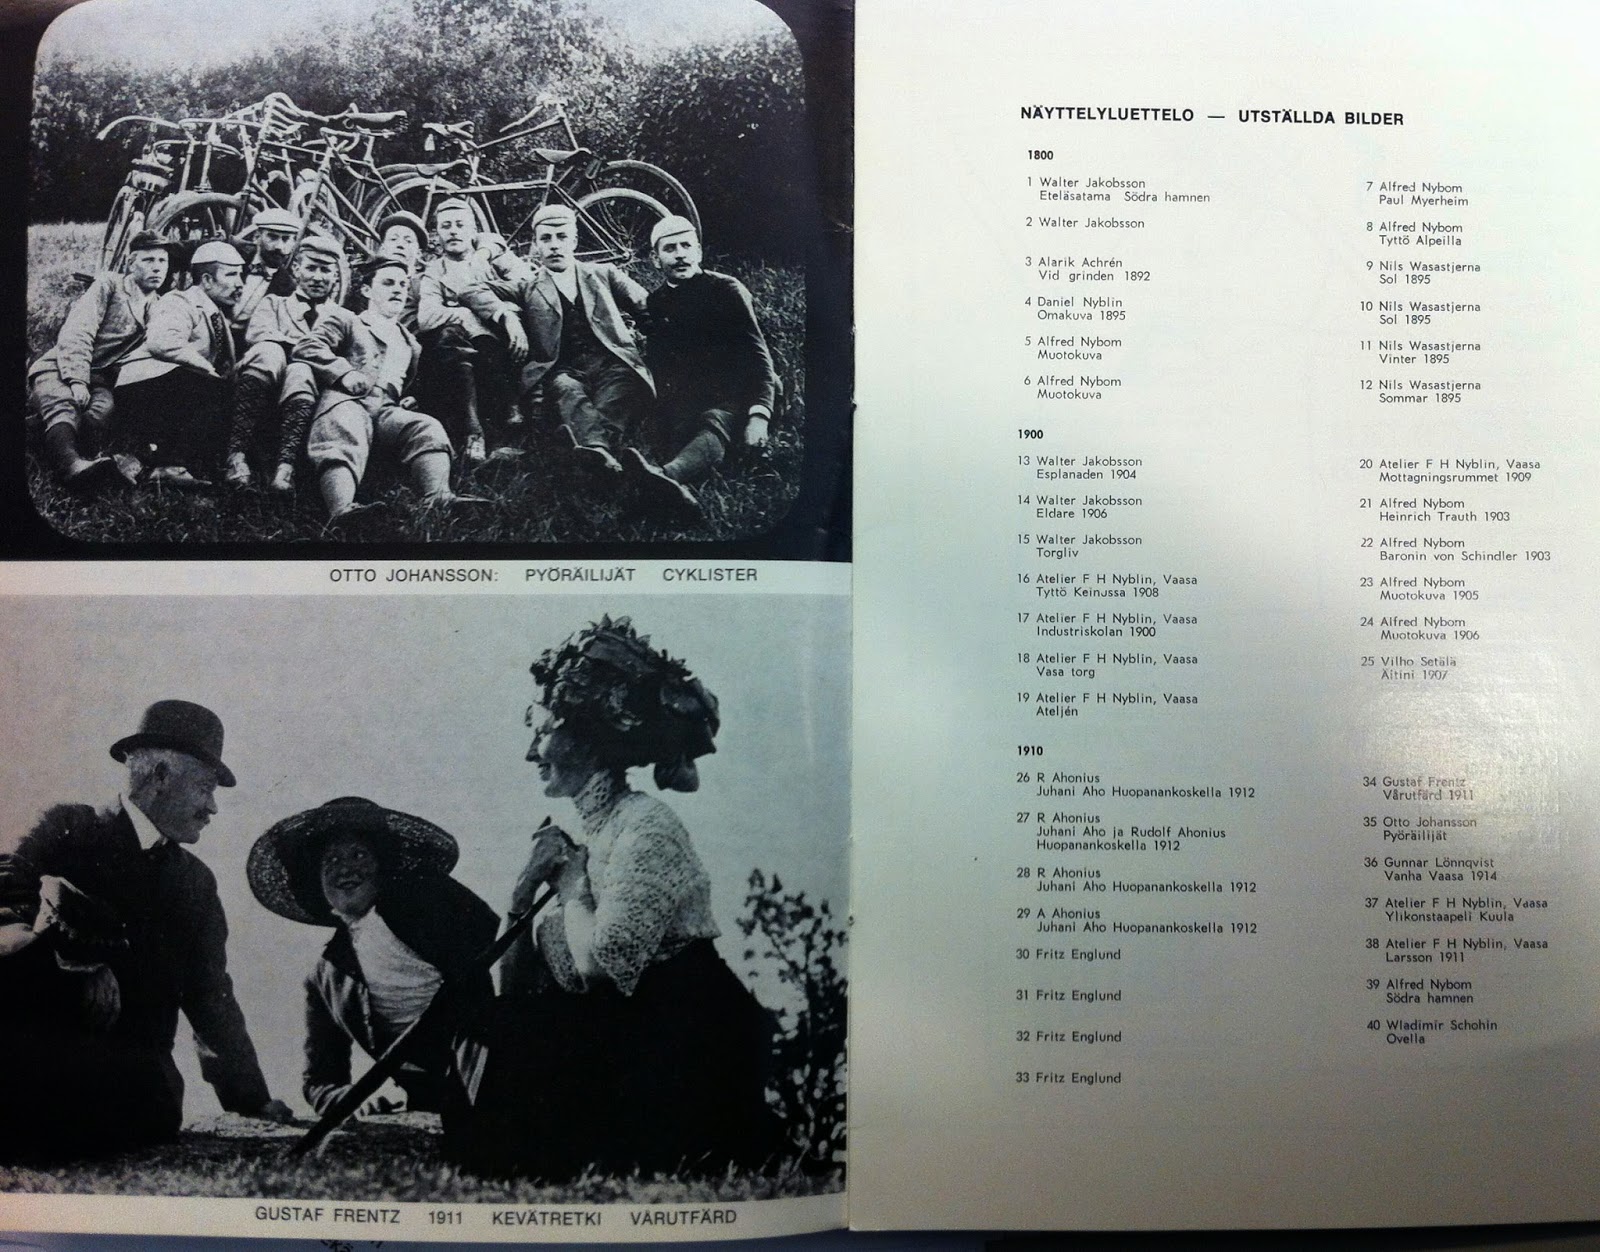 OTTO JOHANSSON: PYÖRÄILIJÄT CYKLISTER
GUSTAF FRENTZ 1911 KEVÄTRETKI VÅRUTFÄRD
NÄYTTELYLUETTELO — UTSTÄLLDA BILDER
1800
1 Walter Jakobsson
Eteläsatama Södra hamnen
2 Walter Jakobsson
3 Alarik Achrén
Vid grinden 1892
4 Daniel Nyblin
Omakuva 1895
5 Alfred Nybom
Muotokuva
6 Alfred Nybom
Muotokuva
7 Alfred Nybom
Paul Myerheim
8 Alfred Nybom
Tyttö Alpeilla
9 Nils Wasastjerna
Sol 1895
10 Nils Wasastjerna
Sol 1895
11 Nils Wasastjerna
Vinter 1895
12 Nils Wasastjerna
Sommar 1895
1900
13 Walter Jakobsson
Esplanaden 1904
14 Walter Jakobsson
Eldare 1906
15 Walter Jakobsson
Torgliv
16 Atelier F H Nyblin, Vaasa
Tyttö Keinussa 1908
17 Atelier F H Nyblin, Vaasa
Industriskolan 1900
18 Atelier F H Nyblin, Vaasa
Vasa torg
19 Atelier F H Nyblin, Vaasa
Ateljén
20 Atelier F H Nyblin, Vaasa
Mottagningsrummet 1909
21 Alfred Nybom
Heinrich Trauth 1903
22 Alfred Nybom
Baronin von Schindler 1903
23 Alfred Nybom
Muotokuva 1905
24 Alfred Nybom
Muotokuva 1906
25 Vilho Setälä
Äitini 1907
1910
26 R Ahonius
Juhani Aho Huopanankoskella 1912
27 R Ahonius
Juhani Aho ja Rudolf Ahonius
Huopanankoskella 1912
28 R Ahonius
Juhani Aho Huopanankoskella 1912
29 A Ahonius
Juhani Aho Huopanankoskella 1912
30 Fritz Englund
31 Fritz Englund
32 Fritz Englund
33 Fritz Englund
34 Gustaf Frentz
Vårutfärd 1911
35 Otto Johansson
Pyöräilijät
36 Gunnar Lönnqvist
Vanha Vaasa 1914
37 Atelier F H Nyblin, Vaasa
Ylikonstaapeli Kuula
38 Atelier F H Nyblin, Vaasa
Larsson 1911
39 Alfred Nybom
Södra hamnen
40 Wladimir Schohin
Ovella